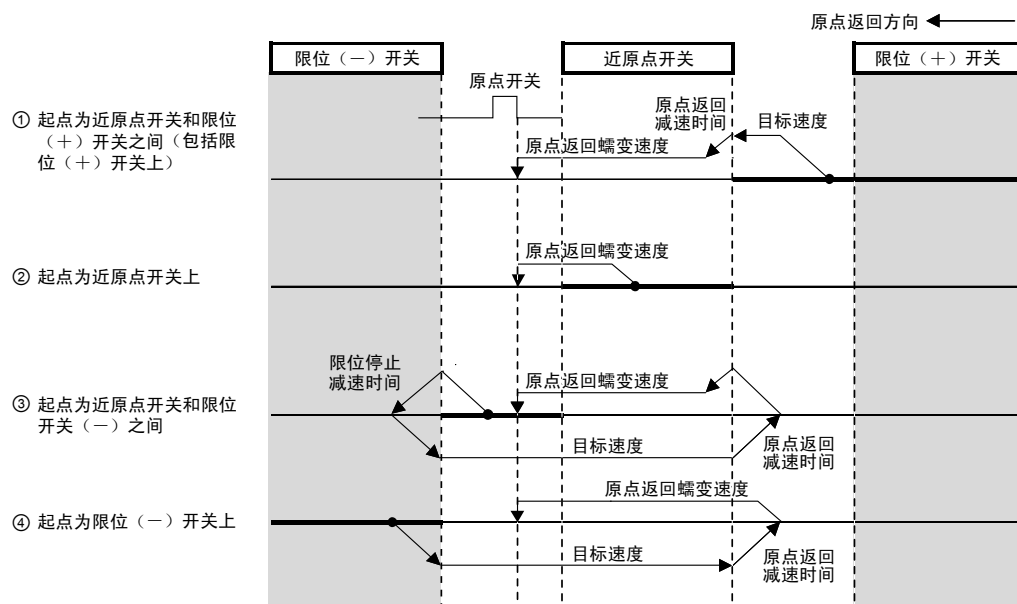 原点返回方向
限位（－）开关
近原点开关
限位（＋）开关
原点开关
① 起点为近原点开关和限位
（＋）开关之间（包括限
位（＋）开关上）
原点返回
减速时间
目标速度
原点返回蠕变速度
② 起点为近原点开关上
原点返回蠕变速度
③ 起点为近原点开关和限位
开关（－）之间
限位停止
减速时间
原点返回蠕变速度
目标速度
原点返回
减速时间
④ 起点为限位（－）开关上
原点返回蠕变速度
目标速度
原点返回
减速时间